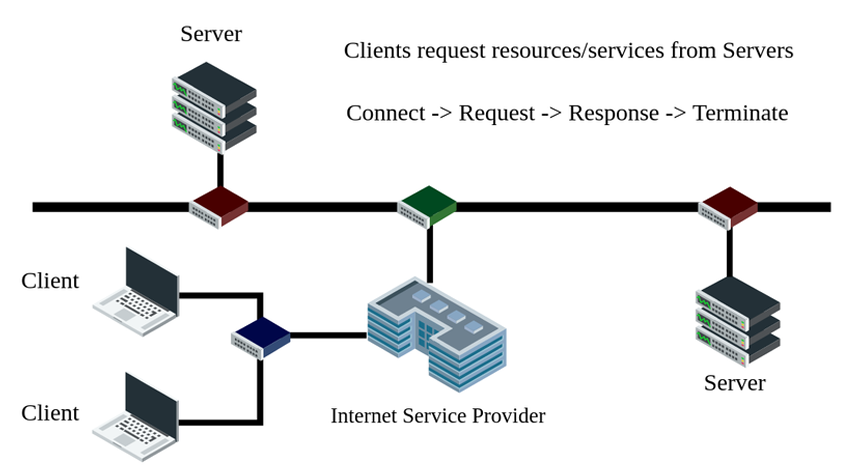 Server
Clients request resources/services from Servers
Connect -> Request -> Response -> Terminate
Client
Client
Internet Service Provider
Server